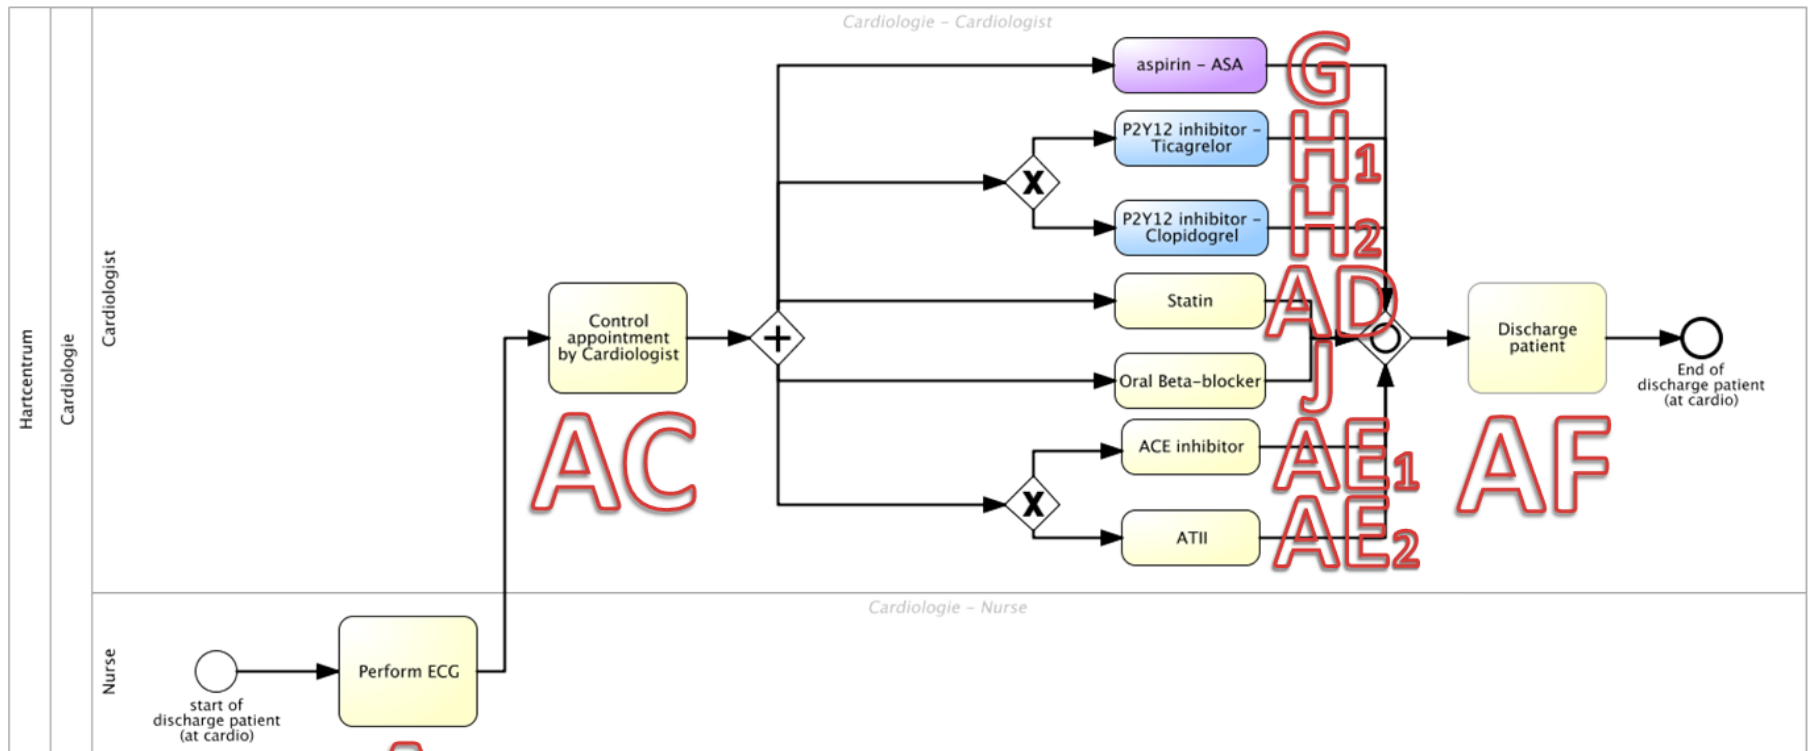 Cardiologie – Cardiologist
aspirin – ASA
G
P2Y12 inhibitor –
Ticagrelor
H1
P2Y12 inhibitor –
Clopidogrel
H2
Hartcentrum
Cardiologie
Cardiologist
Control
appointment
by Cardiologist
AC
Statin
AD
Oral Beta-blocker
J
ACE inhibitor
AE1
ATII
AE2
Discharge
patient
AF
End of
discharge patient
(at cardio)
Cardiologie – Nurse
Nurse
start of
discharge patient
(at cardio)
Perform ECG